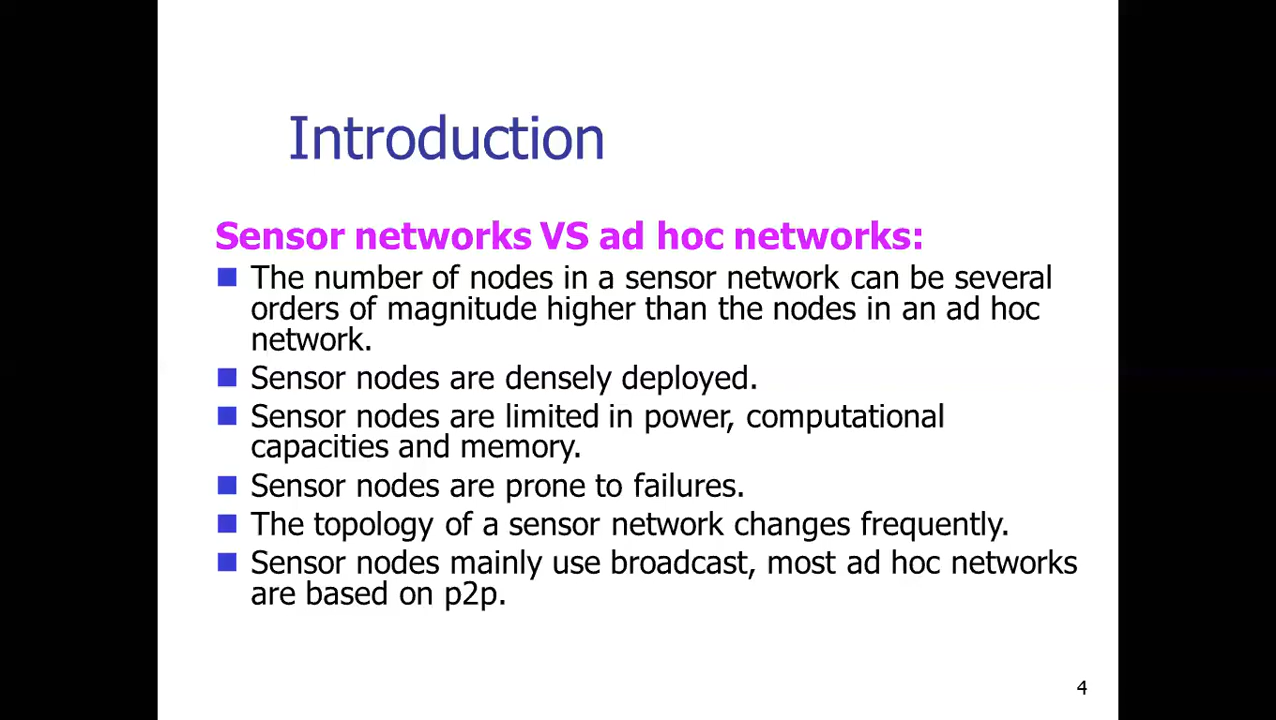 Introduction
Sensor networks VS ad hoc networks:
The number of nodes in a sensor network can be several
orders of magnitude higher than the nodes in an ad hoc
network.
Sensor nodes are densely deployed.
Sensor nodes are limited in power, computational
capacities and memory.
Sensor nodes are prone to failures.
The topology of a sensor network changes frequently.
Sensor nodes mainly use broadcast, most ad hoc networks
are based on p2p.
4